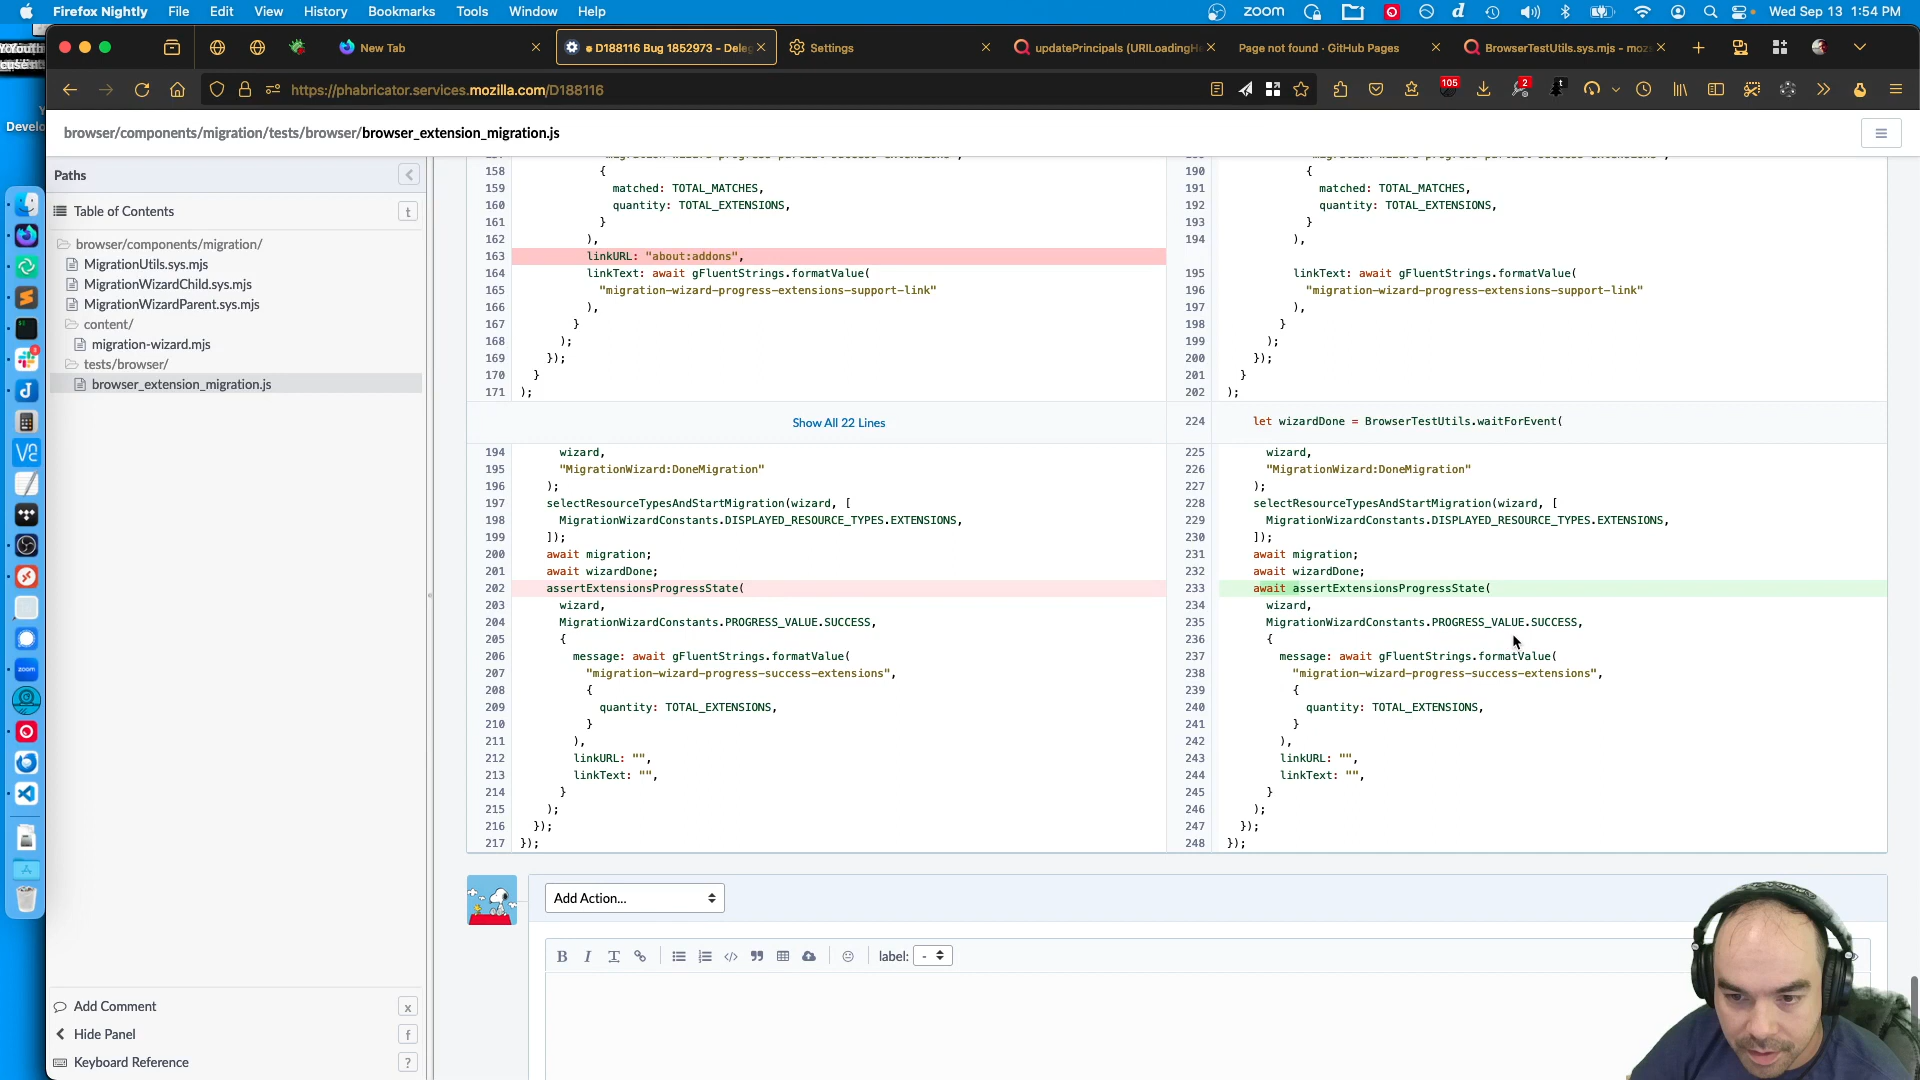 Firefox Nightly File Edit View History Bookmarks Tools Window Help
zoom
Wed Sep 13 1:54 PM
New Tab
D188116 Bug 1852973 - Deleg
Settings
updatePrincipals (URILoadingHe
Page not found · GitHub Pages
BrowserTestUtils.sys.mjs - moz
https://phabricator.services.mozilla.com/D188116
105
2
browser/components/migration/tests/browser/browser_extension_migration.js
Paths
Table of Contents
t
browser/components/migration/
MigrationUtils.sys.mjs
MigrationWizardChild.sys.mjs
MigrationWizardParent.sys.mjs
content/
migration-wizard.mjs
tests/browser/
browser_extension_migration.js
Add Comment
x
Hide Panel
f
Keyboard Reference
?
158 {
159 matched: TOTAL_MATCHES,
160 quantity: TOTAL_EXTENSIONS,
161 }
162 ),
163 linkURL: "about:addons",
164 linkText: await gFluentStrings.formatValue(
165 "migration-wizard-progress-extensions-support-link"
166 ),
167 }
168 );
169 });
170 }
171 );
Show All 22 Lines
194 wizard,
195 "MigrationWizard:DoneMigration"
196 );
197 selectResourceTypesAndStartMigration(wizard, [
198 MigrationWizardConstants.DISPLAYED_RESOURCE_TYPES.EXTENSIONS,
199 ]);
200 await migration;
201 await wizardDone;
202 assertExtensionsProgressState(
203 wizard,
204 MigrationWizardConstants.PROGRESS_VALUE.SUCCESS,
205 {
206 message: await gFluentStrings.formatValue(
207 "migration-wizard-progress-success-extensions",
208 {
209 quantity: TOTAL_EXTENSIONS,
210 }
211 ),
212 linkURL: "",
213 linkText: "",
214 }
215 );
216 });
217 });
190 {
191 matched: TOTAL_MATCHES,
192 quantity: TOTAL_EXTENSIONS,
193 }
194 ),
195 linkText: await gFluentStrings.formatValue(
196 "migration-wizard-progress-extensions-support-link"
197 ),
198 }
199 );
200 });
201 }
202 );
224 let wizardDone = BrowserTestUtils.waitForEvent(
225 wizard,
226 "MigrationWizard:DoneMigration"
227 );
228 selectResourceTypesAndStartMigration(wizard, [
229 MigrationWizardConstants.DISPLAYED_RESOURCE_TYPES.EXTENSIONS,
230 ]);
231 await migration;
232 await wizardDone;
233 await assertExtensionsProgressState(
234 wizard,
235 MigrationWizardConstants.PROGRESS_VALUE.SUCCESS,
236 {
237 message: await gFluentStrings.formatValue(
238 "migration-wizard-progress-success-extensions",
239 {
240 quantity: TOTAL_EXTENSIONS,
241 }
242 ),
243 linkURL: "",
244 linkText: "",
245 }
246 );
247 });
248 });
Add Action...
B I T
label: -